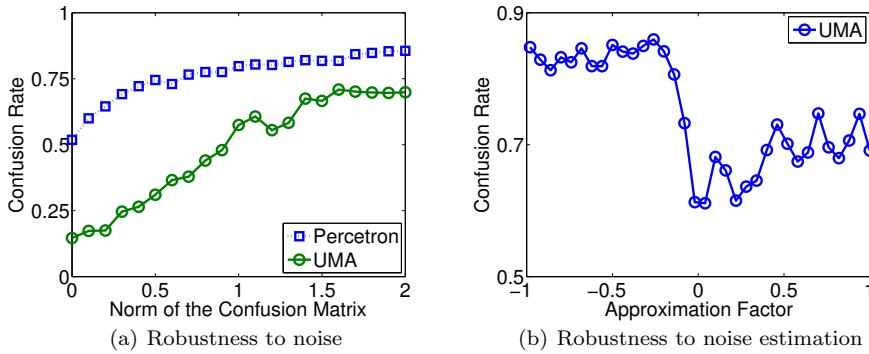 1
0.75
0.5
0.25
0
Confusion Rate
0
0.5
1
1.5
2
Norm of the Confusion Matrix
Percetron
UMA
(a) Robustness to noise
0.9
0.7
0.5
Confusion Rate
−1
−0.5
0
0.5
1
Approximation Factor
UMA
(b) Robustness to noise estimation